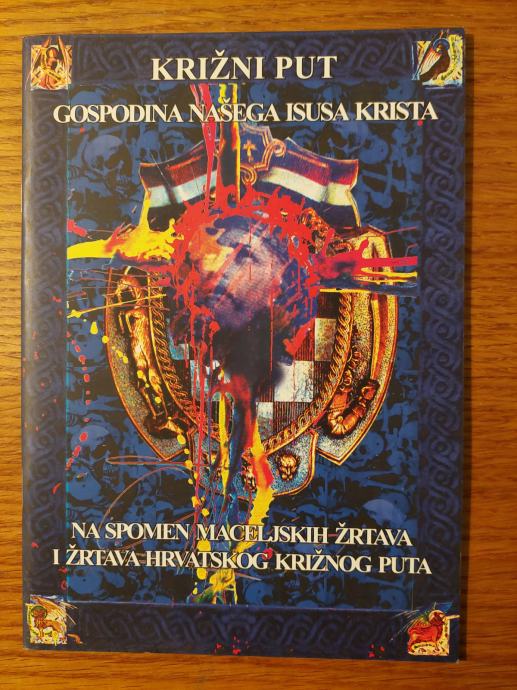 KRIŽNI PUT
GOSPODINA NAŠEGA ISUSA KRISTA
NA SPOMEN MACELJSKIH ŽRTAVA
I ŽRTAVA HRVATSKOG KRIŽNOG PUTA